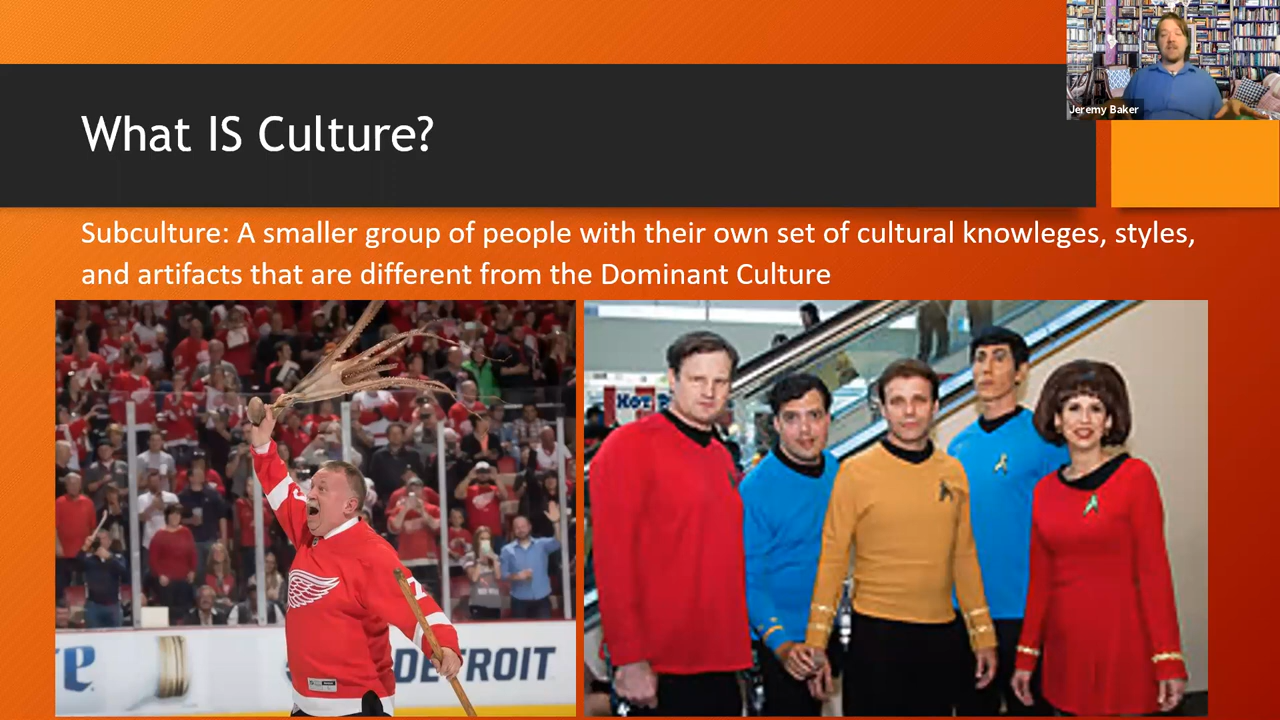 Jeremy Baker
What IS Culture?
Subculture: A smaller group of people with their own set of cultural knowleges, styles,
and artifacts that are different from the Dominant Culture
HOT
DETROIT